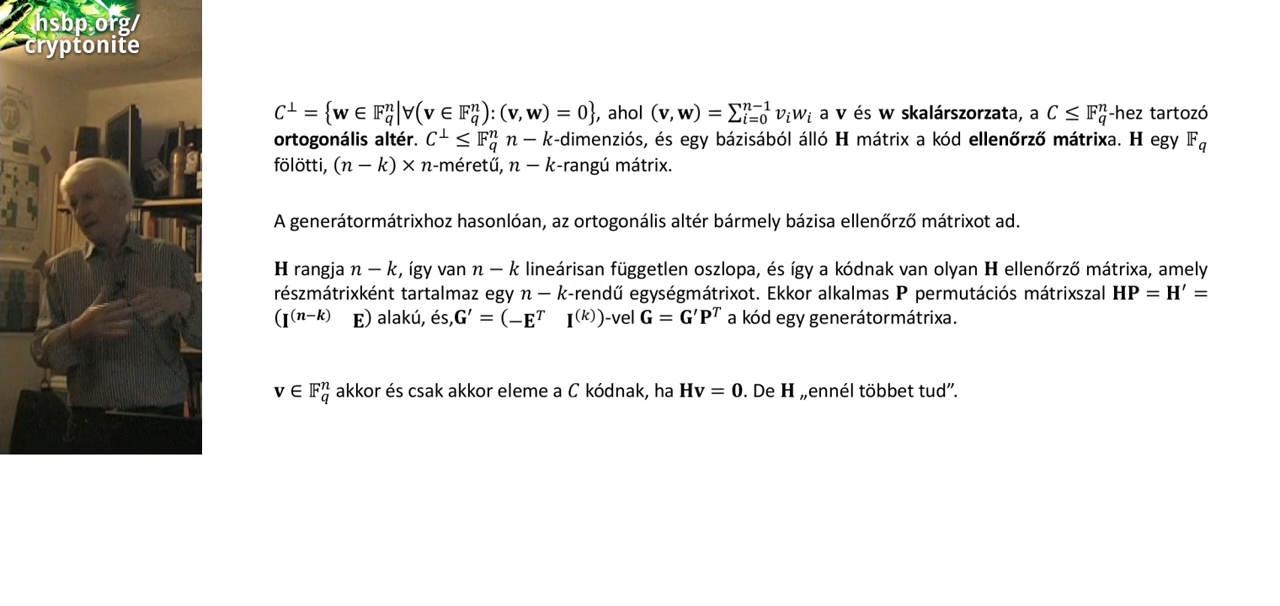 hsbp.org/
cryptonite
C⊥ = {w ∈ 𝔽_q^n|∀(v ∈ 𝔽_q^n): (v, w) = 0}, ahol (v, w) = ∑_{i=0}^{n−1} v_i w_i a v és w skalárszorzata, a C ≤ 𝔽_q^n-hez tartozó
ortogonális altér. C⊥ ≤ 𝔽_q^n n − k-dimenziós, és egy bázisából álló H mátrix a kód ellenőrző mátrixa. H egy 𝔽_q
fölötti, (n − k) × n-méretű, n − k-rangú mátrix.
A generátormátrixhoz hasonlóan, az ortogonális altér bármely bázisa ellenőrző mátrixot ad.
H rangja n − k, így van n − k lineárisan független oszlopa, és így a kódnak van olyan H ellenőrző mátrixa, amely
részmátrixként tartalmaz egy n − k-rendű egységmátrixot. Ekkor alkalmas P permutációs mátrixszal HP = H′ =
(I^(n−k) E) alakú, és,G′ = (−E^T I^(k))-vel G = G′P^T a kód egy generátormátrixa.
v ∈ 𝔽_q^n akkor és csak akkor eleme a C kódnak, ha Hv = 0. De H „ennél többet tud”.